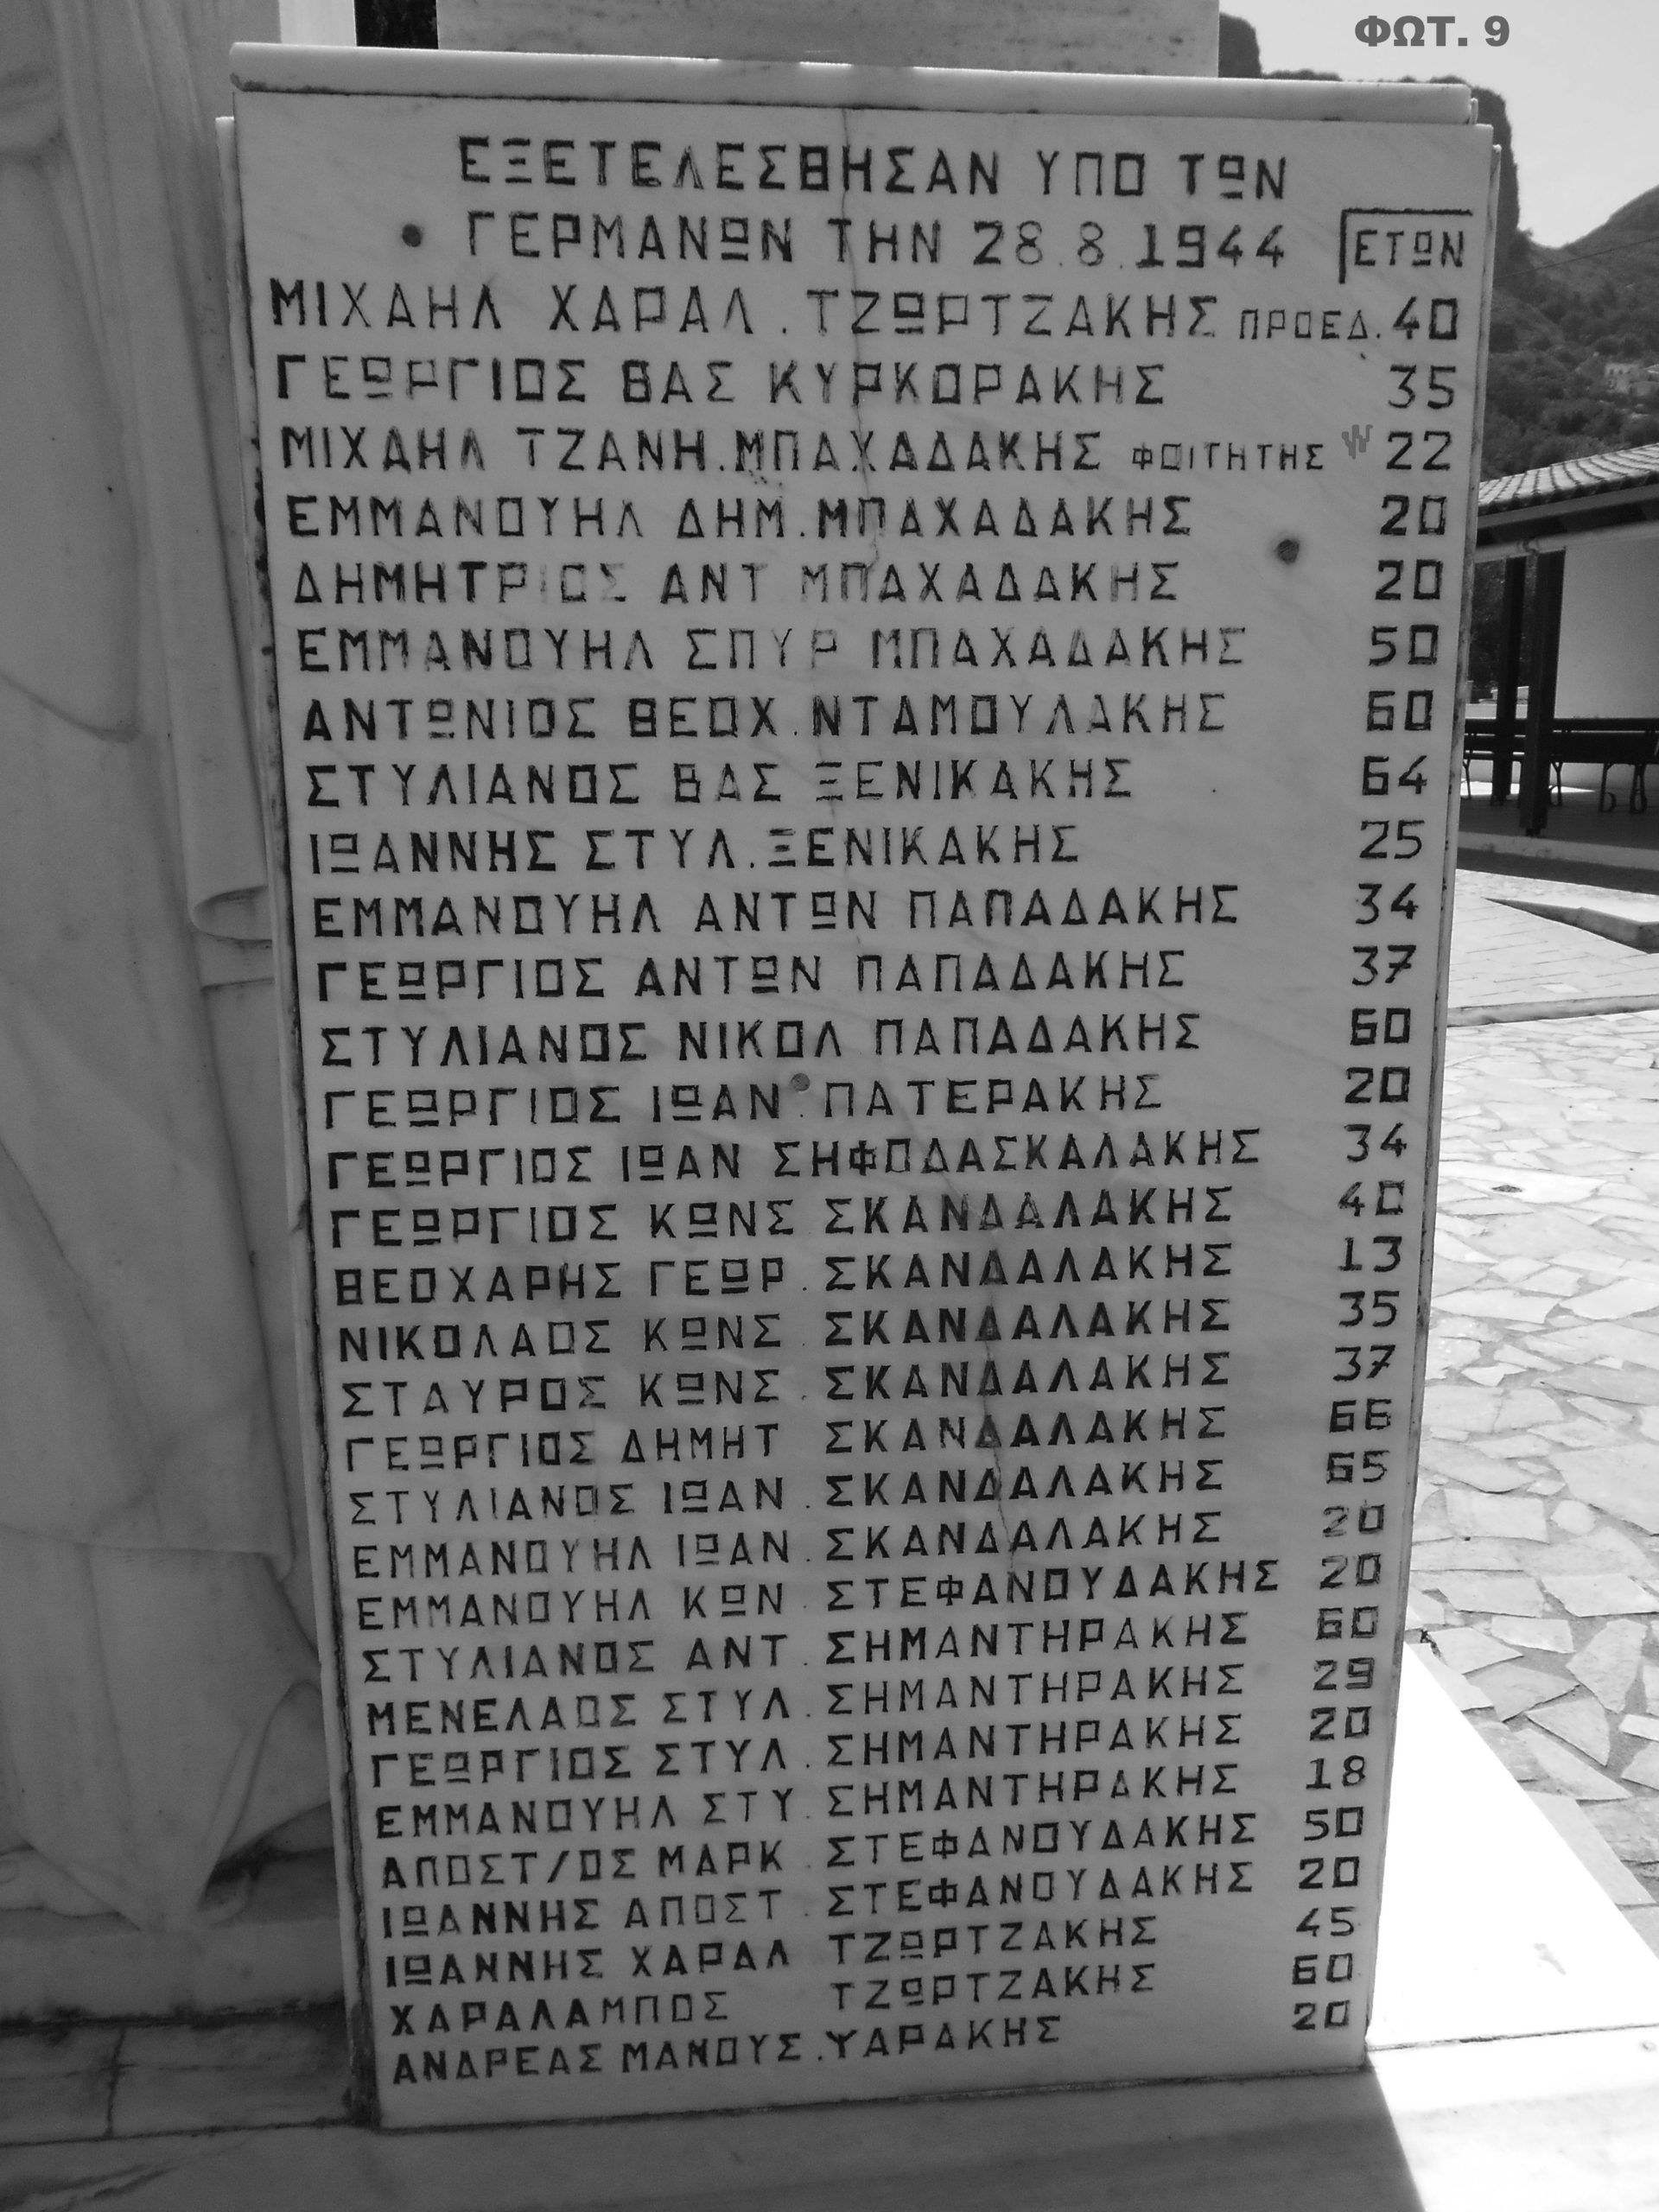 ΦΩΤ. 9
ΕΞΕΤΕΛΕΣΘΗΣΑΝ ΥΠΟ ΤΩΝ
ΓΕΡΜΑΝΩΝ ΤΗΝ 28.8.1944 ΕΤΩΝ
ΜΙΧΑΗΛ ΧΑΡΑΛ. ΤΖΩΡΤΖΑΚΗΣ ΠΡΟΕΔ. 40
ΓΕΩΡΓΙΟΣ ΒΑΣ ΚΥΡΚΟΡΑΚΗΣ 35
ΜΙΧΑΗΛ ΤΖΑΝΗ. ΜΠΑΧΑΔΑΚΗΣ ΦΟΙΤΗΤΗΣ 22
ΕΜΜΑΝΟΥΗΛ ΔΗΜ. ΜΠΑΧΑΔΑΚΗΣ 20
ΔΗΜΗΤΡΙΟΣ ΑΝΤ ΜΠΑΧΑΔΑΚΗΣ 20
ΕΜΜΑΝΟΥΗΛ ΣΠΥΡ ΜΠΑΧΑΔΑΚΗΣ 50
ΑΝΤΩΝΙΟΣ ΘΕΟΧ. ΝΤΑΜΟΥΛΑΚΗΣ 60
ΣΤΥΛΙΑΝΟΣ ΒΑΣ ΞΕΝΙΚΑΚΗΣ 64
ΙΩΑΝΝΗΣ ΣΤΥΛ. ΞΕΝΙΚΑΚΗΣ 25
ΕΜΜΑΝΟΥΗΛ ΑΝΤΩΝ ΠΑΠΑΔΑΚΗΣ 34
ΓΕΩΡΓΙΟΣ ΑΝΤΩΝ ΠΑΠΑΔΑΚΗΣ 37
ΣΤΥΛΙΑΝΟΣ ΝΙΚΟΛ ΠΑΠΑΔΑΚΗΣ 60
ΓΕΩΡΓΙΟΣ ΙΩΑΝ. ΠΑΤΕΡΑΚΗΣ 20
ΓΕΩΡΓΙΟΣ ΙΩΑΝ ΣΗΦΟΔΑΣΚΑΛΑΚΗΣ 34
ΓΕΩΡΓΙΟΣ ΚΩΝΣ ΣΚΑΝΔΑΛΑΚΗΣ 40
ΘΕΟΧΑΡΗΣ ΓΕΩΡ. ΣΚΑΝΔΑΛΑΚΗΣ 13
ΝΙΚΟΛΑΟΣ ΚΩΝΣ. ΣΚΑΝΔΑΛΑΚΗΣ 35
ΣΤΑΥΡΟΣ ΚΩΝΣ. ΣΚΑΝΔΑΛΑΚΗΣ 37
ΓΕΩΡΓΙΟΣ ΔΗΜΗΤ ΣΚΑΝΔΑΛΑΚΗΣ 66
ΣΤΥΛΙΑΝΟΣ ΙΩΑΝ. ΣΚΑΝΔΑΛΑΚΗΣ 65
ΕΜΜΑΝΟΥΗΛ ΙΩΑΝ. ΣΚΑΝΔΑΛΑΚΗΣ 20
ΕΜΜΑΝΟΥΗΛ ΚΩΝ. ΣΤΕΦΑΝΟΥΔΑΚΗΣ 20
ΣΤΥΛΙΑΝΟΣ ΑΝΤ. ΣΗΜΑΝΤΗΡΑΚΗΣ 60
ΜΕΝΕΛΑΟΣ ΣΤΥΛ. ΣΗΜΑΝΤΗΡΑΚΗΣ 29
ΓΕΩΡΓΙΟΣ ΣΤΥΛ. ΣΗΜΑΝΤΗΡΑΚΗΣ 20
ΕΜΜΑΝΟΥΗΛ ΣΤΥ. ΣΗΜΑΝΤΗΡΑΚΗΣ 18
ΑΠΟΣΤ/ΟΣ ΜΑΡΚ. ΣΤΕΦΑΝΟΥΔΑΚΗΣ 50
ΙΩΑΝΝΗΣ ΑΠΟΣΤ. ΣΤΕΦΑΝΟΥΔΑΚΗΣ 20
ΙΩΑΝΝΗΣ ΧΑΡΑΛ ΤΖΩΡΤΖΑΚΗΣ 45
ΧΑΡΑΛΑΜΠΟΣ ΤΖΩΡΤΖΑΚΗΣ 60
ΑΝΔΡΕΑΣ ΜΑΝΟΥΣ. ΨΑΡΑΚΗΣ 20